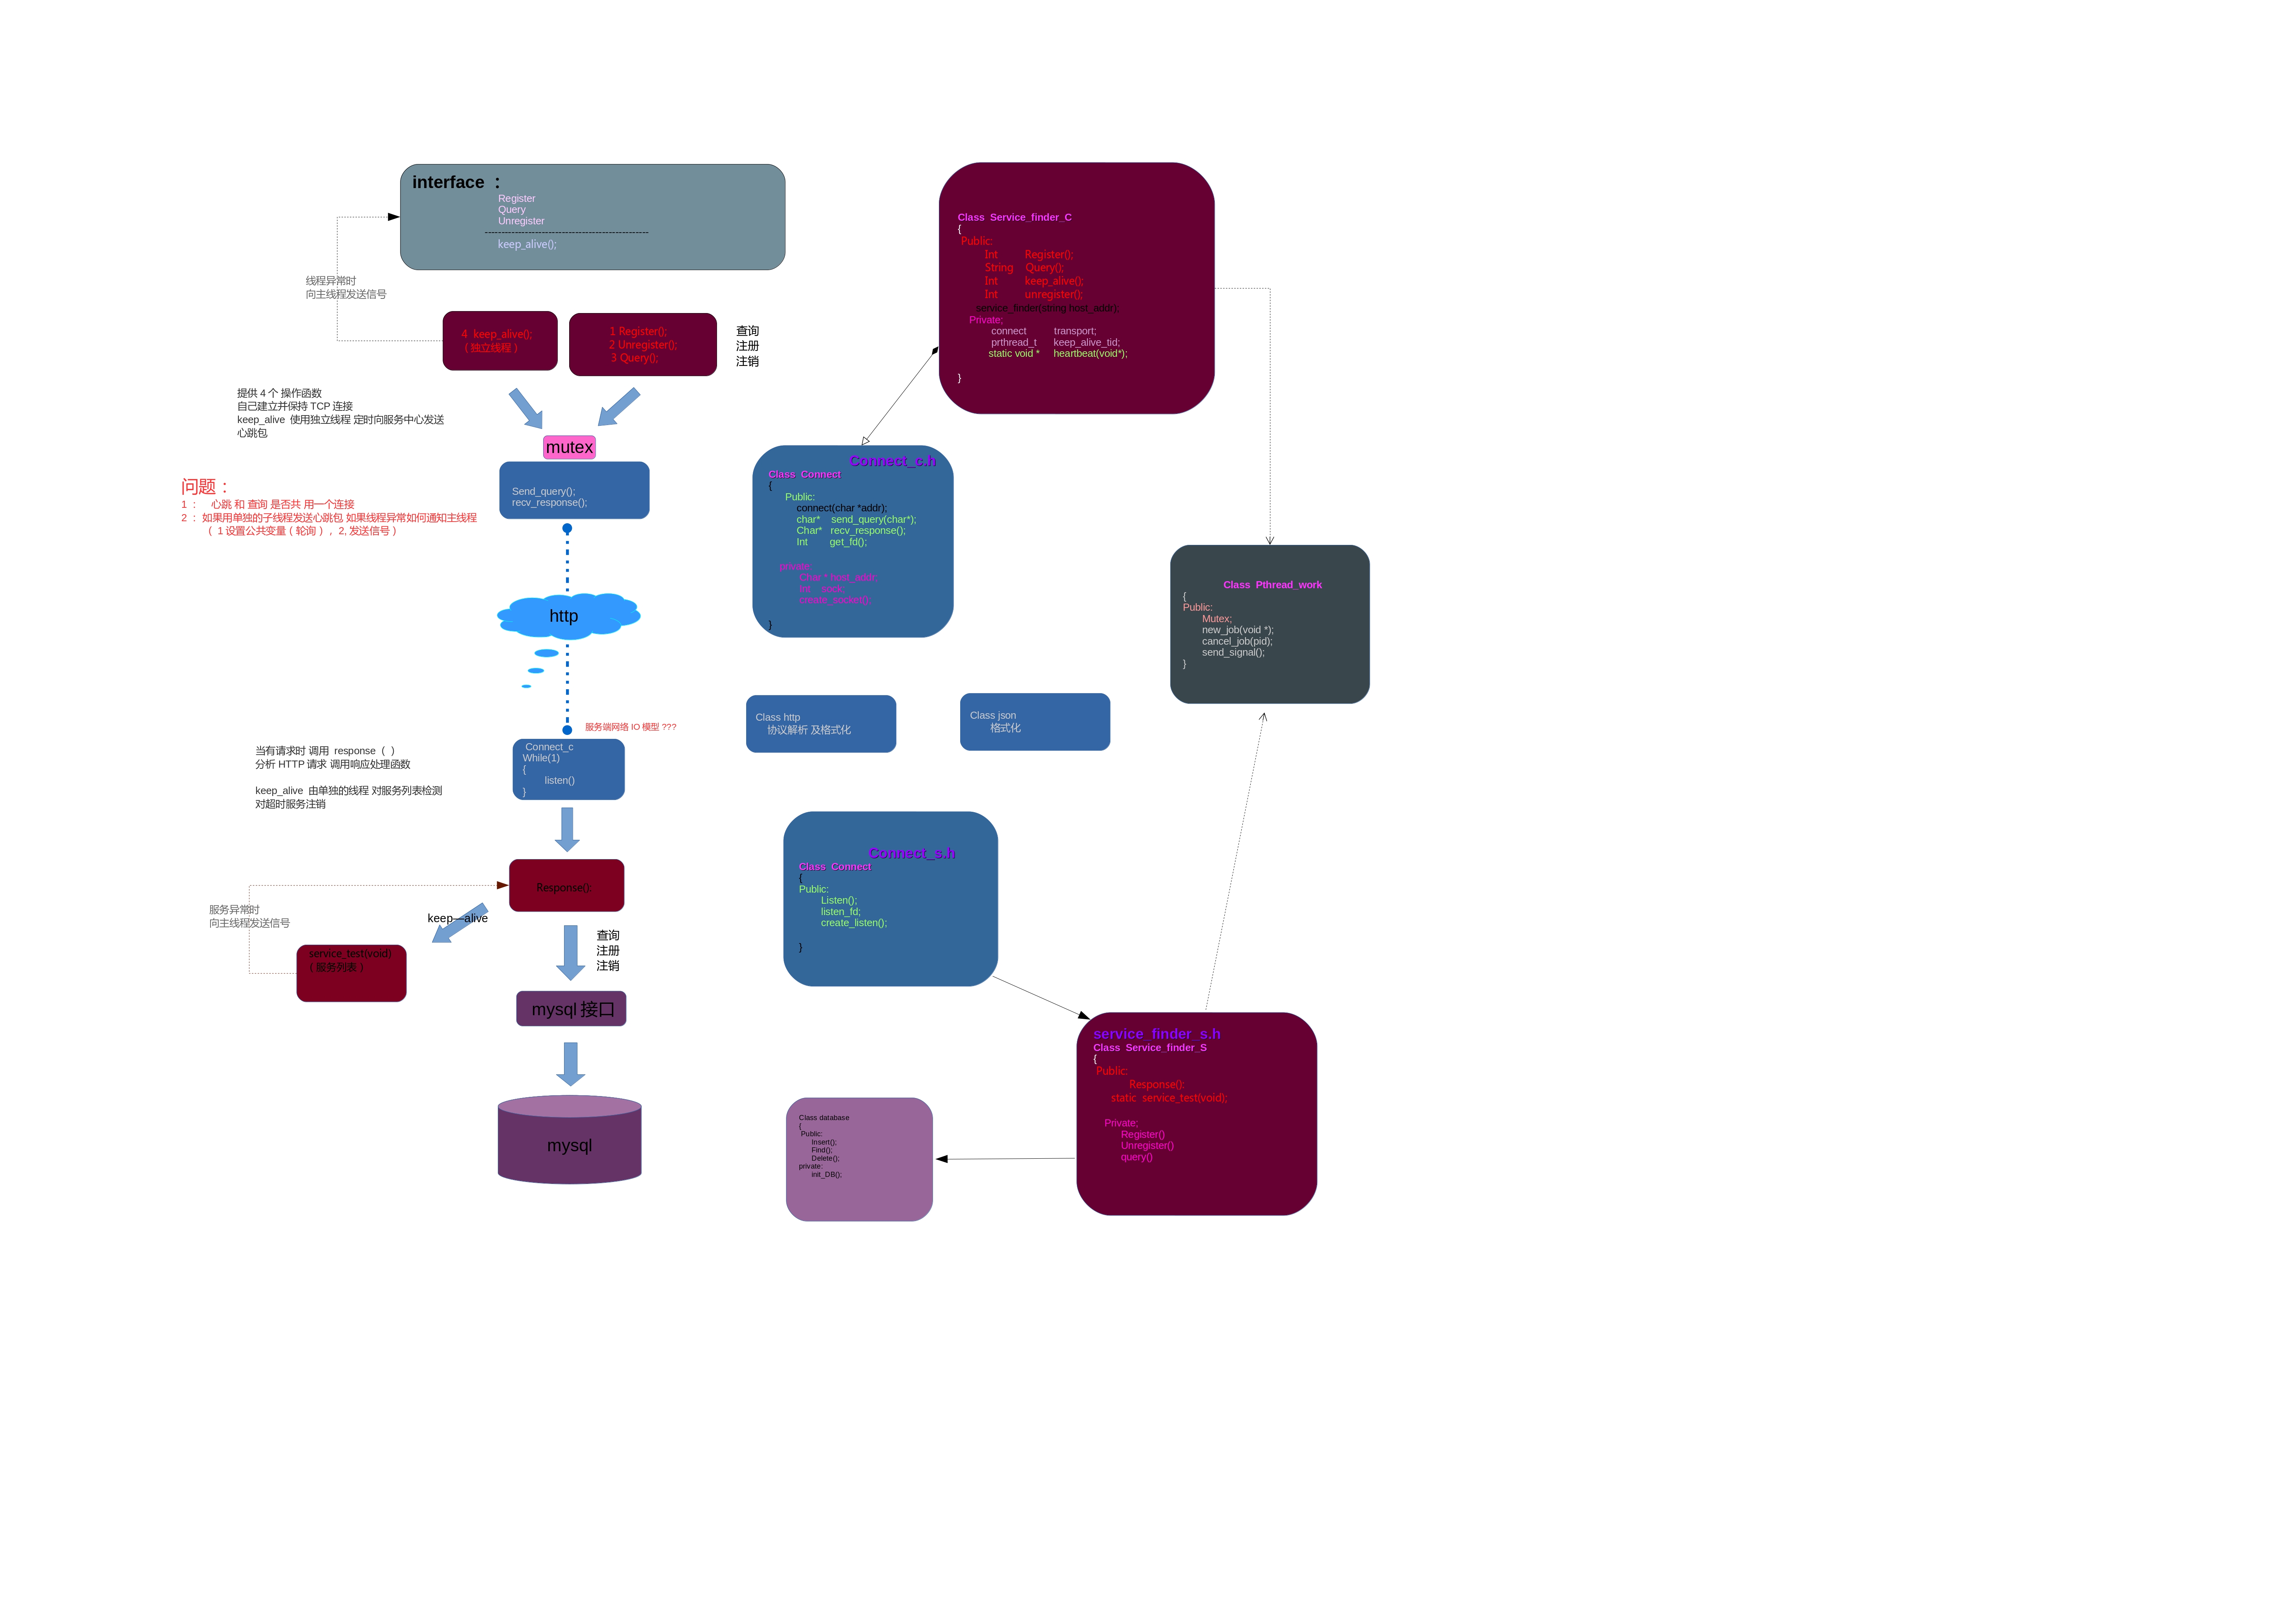 interface ：
Register
Query
Unregister
--------------------------------------------------
keep_alive();
线程异常时
向主线程发送信号
4 keep_alive();
（ 独立线程 ）
1 Register();
2 Unregister();
3 Query();
查询
注册
注销
提供 4 个 操作函数
自己建立并保持 TCP 连接
keep_alive 使用独立线程 定时向服务中心发送
心跳包
mutex
Send_query();
recv_response();
问题 ：
1 ： 心跳 和 查询 是否共 用一个连接
2 ： 如果用单独的子线程发送心跳包 如果线程异常如何通知主线程
（ 1 设置公共变量 ( 轮询 ) ， 2, 发送信号 ）
http
服务端网络 IO 模型 ???
当有请求时 调用 response （ ）
分析 HTTP 请求 调用响应处理函数
keep_alive 由单独的线程 对服务列表检测
对超时服务注销
Connect_c
While(1)
{
listen()
}
Response();
服务异常时
向主线程发送信号
keep—alive
service_test(void)
（ 服务列表 ）
查询
注册
注销
mysql 接口
mysql
Class Service_finder_C
{
Public:
Int Register();
String Query();
Int keep_alive();
Int unregister();
service_finder(string host_addr);
Private;
connect transport;
prthread_t keep_alive_tid;
static void * heartbeat(void*);
}
Connect_c.h
Class Connect
{
Public:
connect(char *addr);
char* send_query(char*);
Char* recv_response();
Int get_fd();
private:
Char * host_addr;
Int sock;
create_socket();
}
Class Pthread_work
{
Public:
Mutex;
new_job(void *);
cancel_job(pid);
send_signal();
}
Class http
协议解析 及格式化
Class json
格式化
Connect_s.h
Class Connect
{
Public:
Listen();
listen_fd;
create_listen();
}
service_finder_s.h
Class Service_finder_S
{
Public:
Response();
static service_test(void);
Private;
Register()
Unregister()
query()
Class database
{
Public:
Insert();
Find();
Delete();
private:
init_DB();